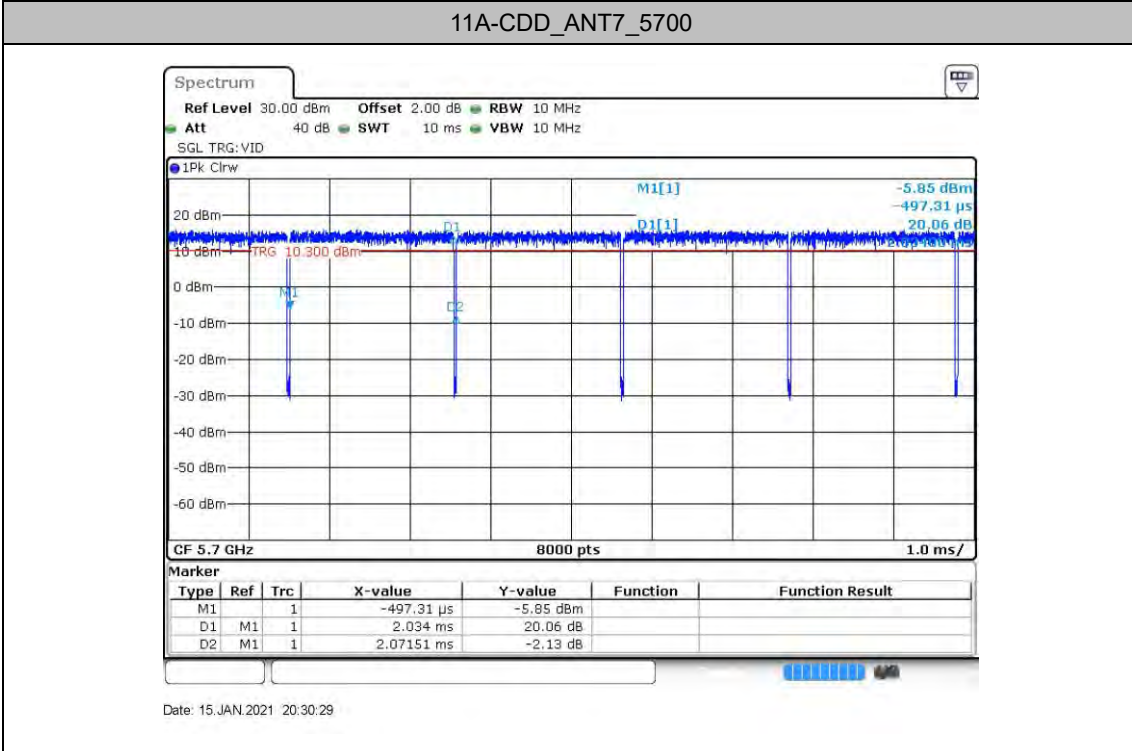 11A-CDD_ANT7_5700
Spectrum
Ref Level 30.00 dBm Offset 2.00 dB RBW 10 MHz
Att 40 dB SWT 10 ms VBW 10 MHz
SGL TRG:VID
1Pk Clrw
M1[1] -5.85 dBm
-497.31 µs
20 dBm
D1 D1[1] 20.06 dB
10 dBm TRG 10.300 dBm
0 dBm
M1
D2
-10 dBm
-20 dBm
-30 dBm
-40 dBm
-50 dBm
-60 dBm
CF 5.7 GHz 8000 pts 1.0 ms/
Marker
Type Ref Trc X-value Y-value Function Function Result
M1 1 -497.31 µs -5.85 dBm
D1 M1 1 2.034 ms 20.06 dB
D2 M1 1 2.07151 ms -2.13 dB
Date: 15.JAN.2021 20:30:29